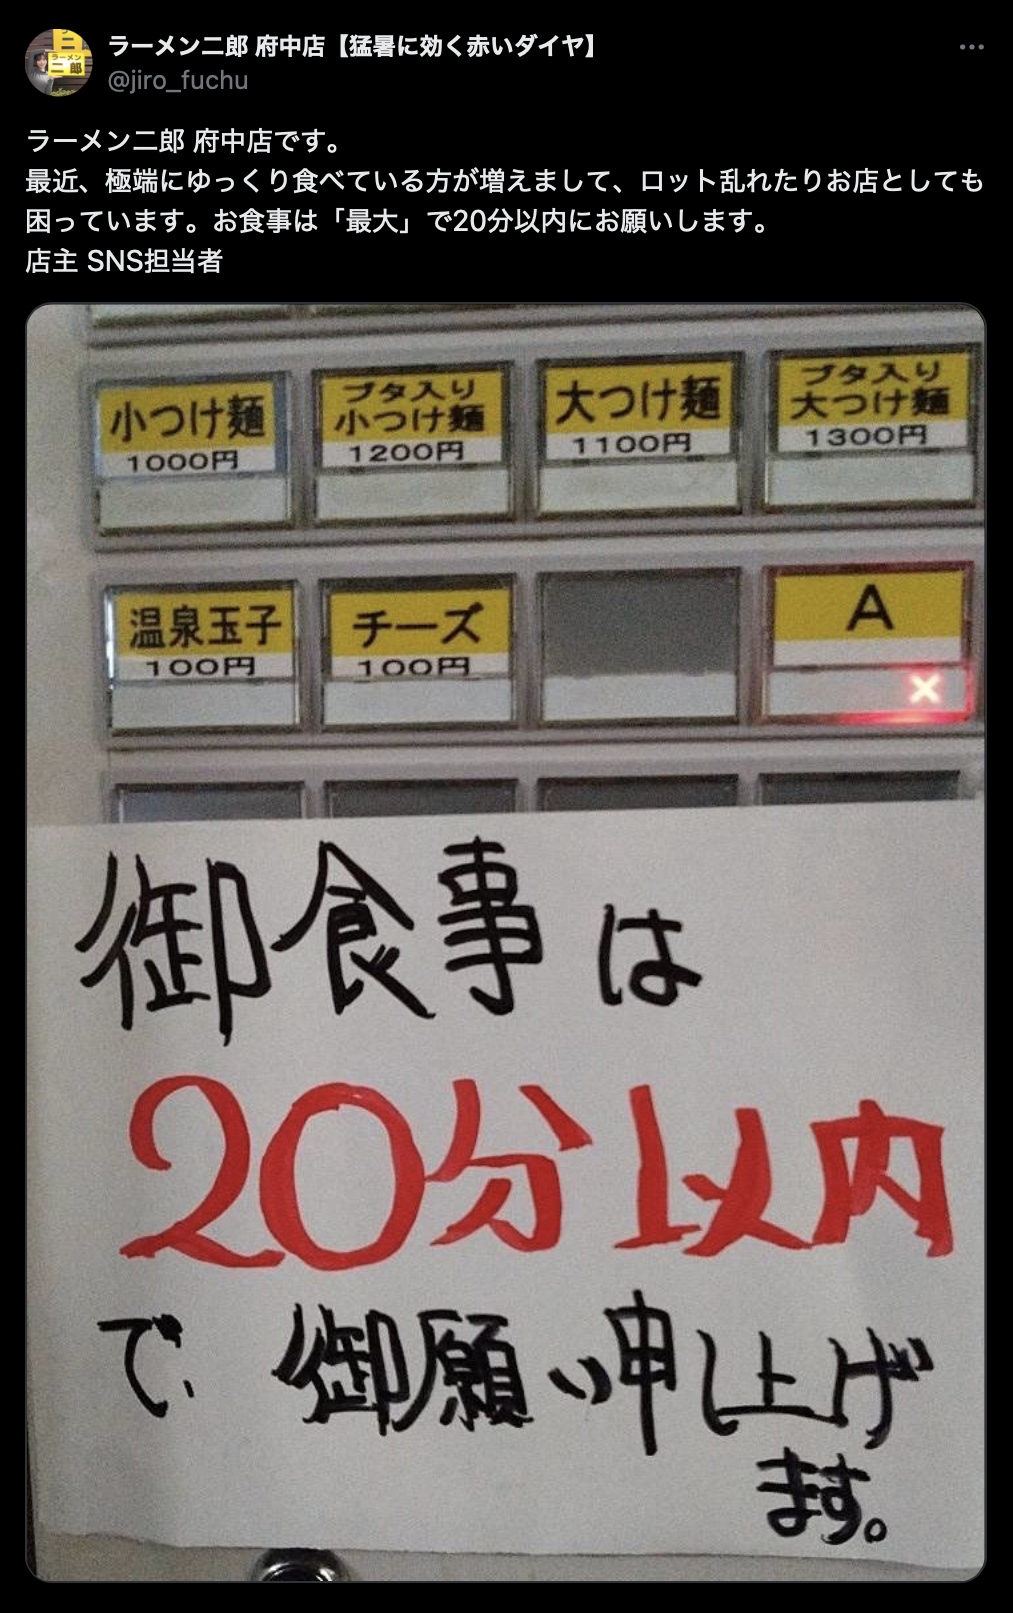 ラーメン二郎 府中店【猛暑に効く赤いダイヤ】
@jiro_fuchu
ラーメン二郎 府中店です。
最近、極端にゆっくり食べている方が増えまして、ロット乱れたりお店としても
困っています。お食事は「最大」で20分以内にお願いします。
店主 SNS担当者
小つけ麺
1000円
ブタ入り
小つけ麺
1200円
大つけ麺
1100円
ブタ入り
大つけ麺
1300円
温泉玉子
100円
チーズ
100円
A
×
御食事は
20分以内
で、御願い申し上げ
ます。